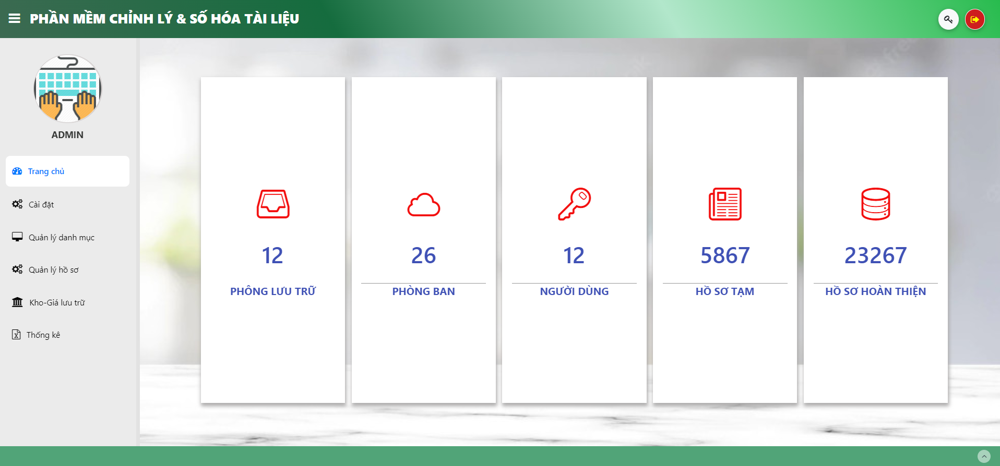 PHẦN MỀM CHỈNH LÝ & SỐ HÓA TÀI LIỆU
ADMIN
Trang chủ
Cài đặt
Quản lý danh mục
Quản lý hồ sơ
Kho-Giá lưu trữ
Thống kê
12
PHÔNG LƯU TRỮ
26
PHÒNG BAN
12
NGƯỜI DÙNG
5867
HỒ SƠ TẠM
23267
HỒ SƠ HOÀN THIỆN